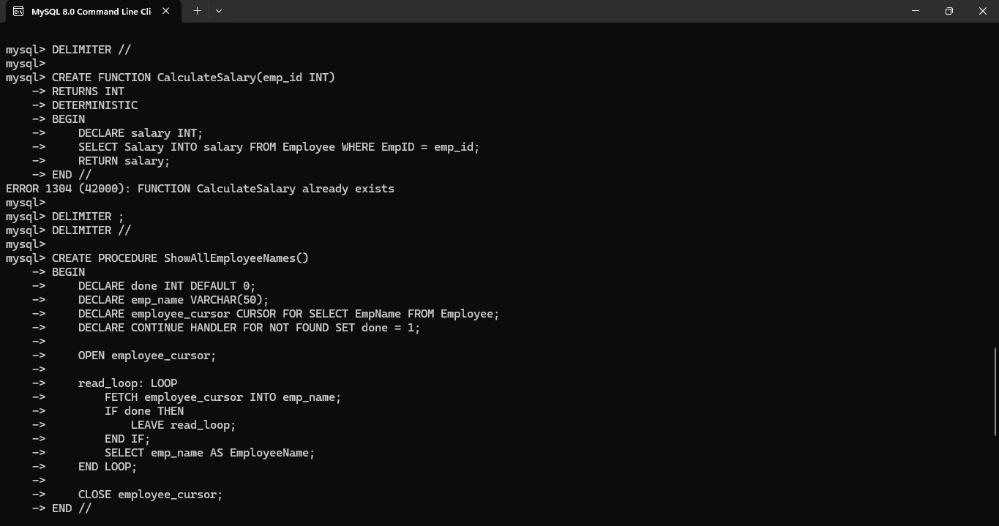 MySQL 8.0 Command Line Cli
mysql> DELIMITER //
mysql>
mysql> CREATE FUNCTION CalculateSalary(emp_id INT)
    -> RETURNS INT
    -> DETERMINISTIC
    -> BEGIN
    ->     DECLARE salary INT;
    ->     SELECT Salary INTO salary FROM Employee WHERE EmpID = emp_id;
    ->     RETURN salary;
    -> END //
ERROR 1304 (42000): FUNCTION CalculateSalary already exists
mysql>
mysql> DELIMITER ;
mysql> DELIMITER //
mysql>
mysql> CREATE PROCEDURE ShowAllEmployeeNames()
    -> BEGIN
    ->     DECLARE done INT DEFAULT 0;
    ->     DECLARE emp_name VARCHAR(50);
    ->     DECLARE employee_cursor CURSOR FOR SELECT EmpName FROM Employee;
    ->     DECLARE CONTINUE HANDLER FOR NOT FOUND SET done = 1;
    ->
    ->     OPEN employee_cursor;
    ->
    ->     read_loop: LOOP
    ->         FETCH employee_cursor INTO emp_name;
    ->         IF done THEN
    ->             LEAVE read_loop;
    ->         END IF;
    ->         SELECT emp_name AS EmployeeName;
    ->     END LOOP;
    ->
    ->     CLOSE employee_cursor;
    -> END //